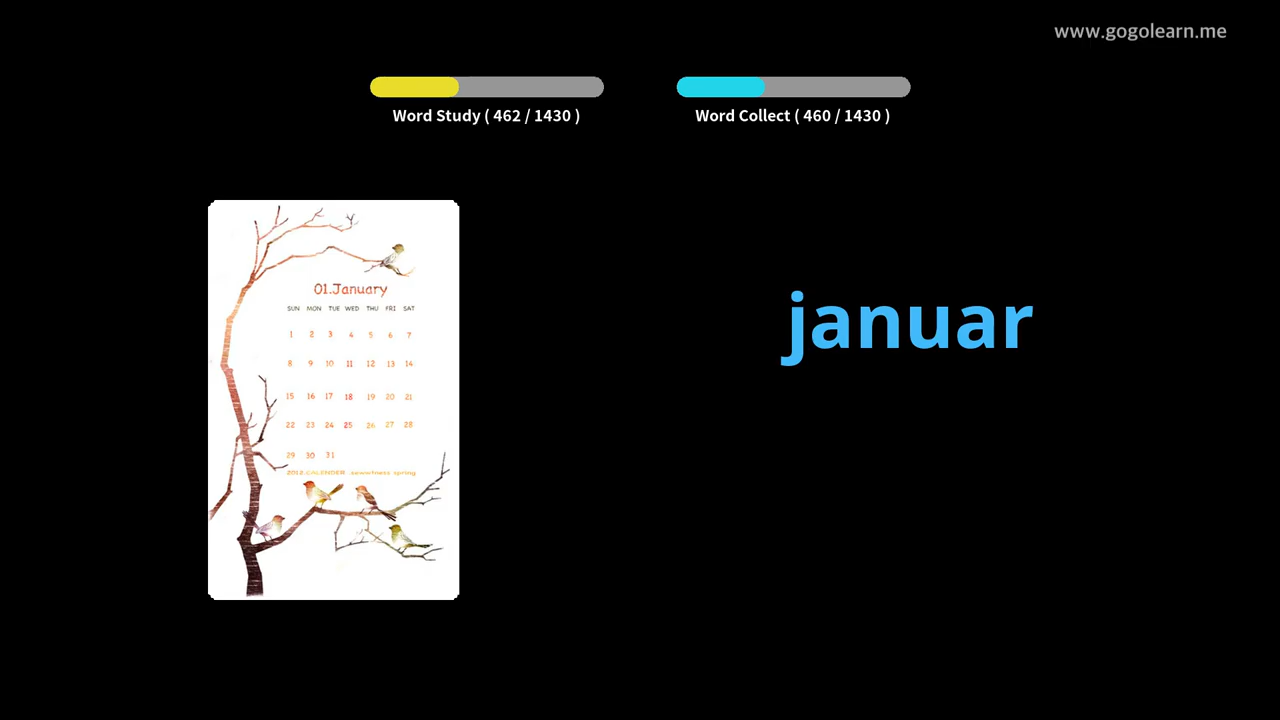 www.gogolearn.me
Word Study ( 462 / 1430 )
Word Collect ( 460 / 1430 )
01.January
SUN MON TUE WED THU FRI SAT
1 2 3 4 5 6 7
8 9 10 11 12 13 14
15 16 17 18 19 20 21
22 23 24 25 26 27 28
29 30 31
CALENDER
spring
januar